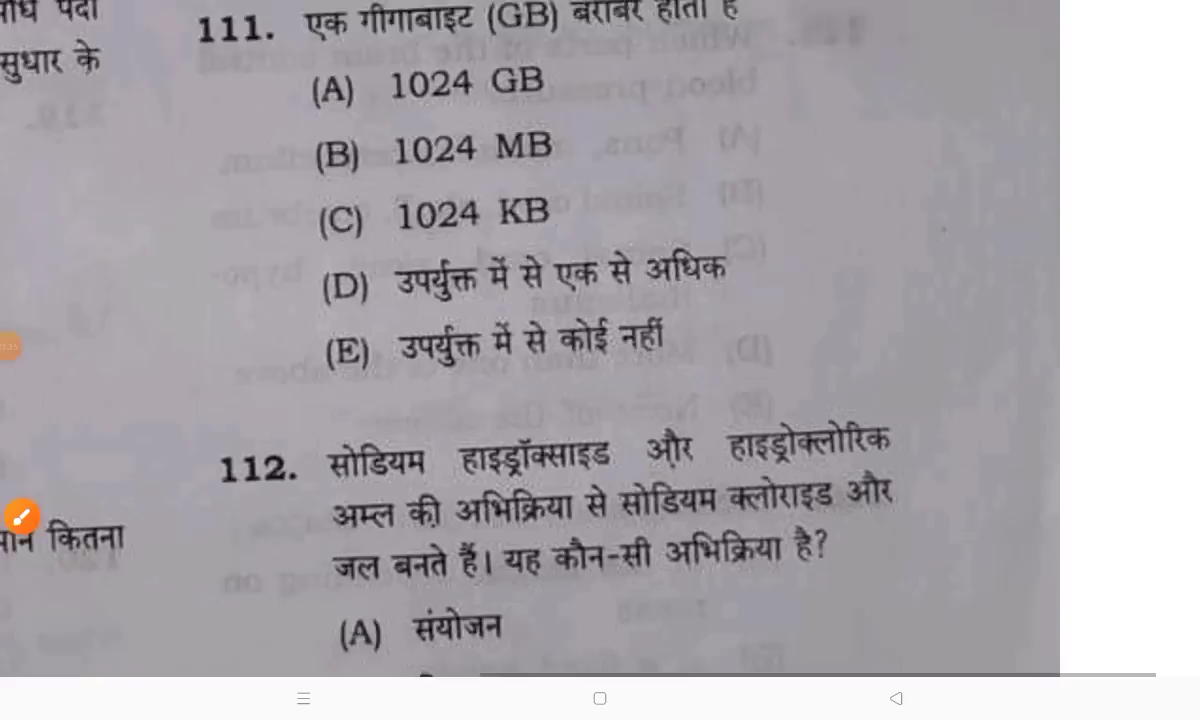 सुधार के
111. एक गीगाबाइट (GB) बराबर होता है
(A) 1024 GB
(B) 1024 MB
(C) 1024 KB
(D) उपर्युक्त में से एक से अधिक
(E) उपर्युक्त में से कोई नहीं
कितना
112. सोडियम हाइड्रॉक्साइड और हाइड्रोक्लोरिक
अम्ल की अभिक्रिया से सोडियम क्लोराइड और
जल बनते हैं। यह कौन-सी अभिक्रिया है?
(A) संयोजन